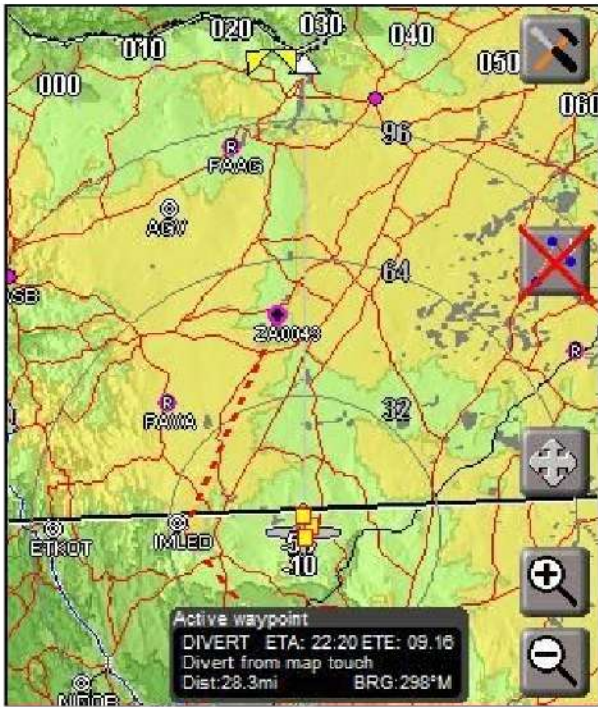 000
010
020
030
040
050
060
96
FAAG
AGV
64
SB
ZA0043
32
FAWA
ETKOT
IMLED
-10
Active waypoint
DIVERT ETA: 22:20 ETE: 09.16
Divert from map touch
Dist:28.3mi BRG:298°M